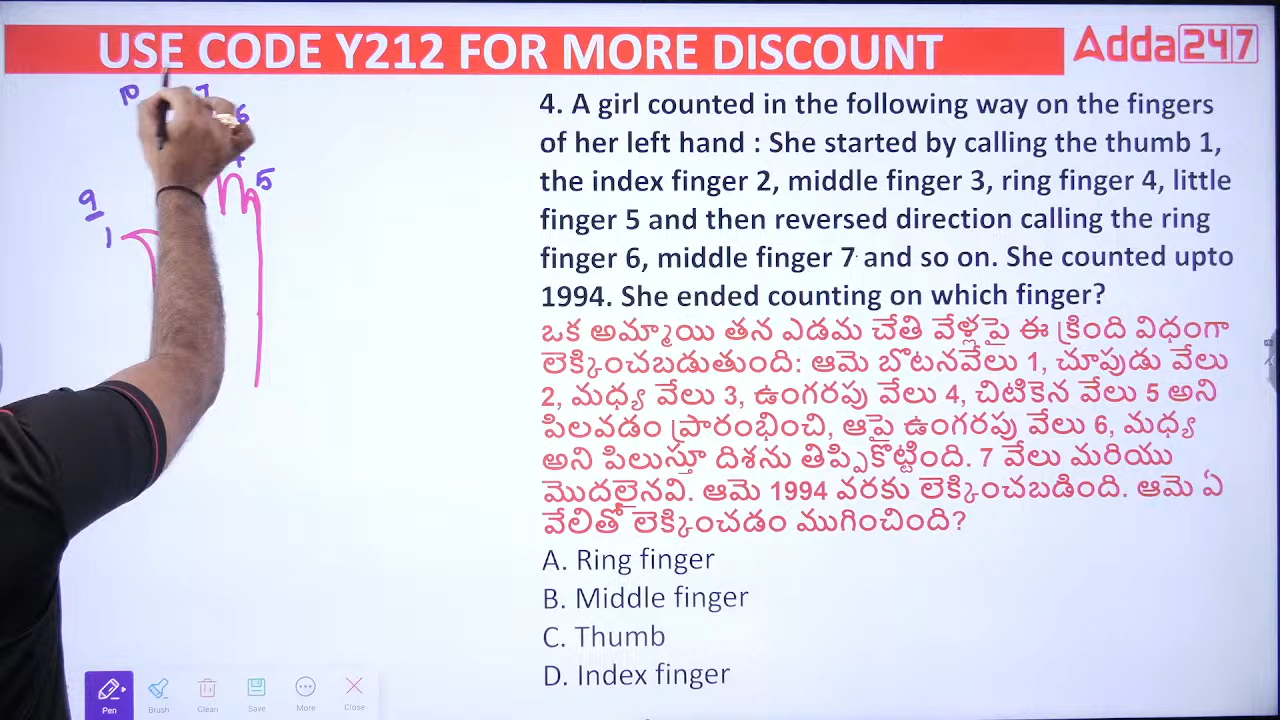 USE CODE Y212 FOR MORE DISCOUNT
Adda247
10
7
6
5
9
1
4. A girl counted in the following way on the fingers
of her left hand : She started by calling the thumb 1,
the index finger 2, middle finger 3, ring finger 4, little
finger 5 and then reversed direction calling the ring
finger 6, middle finger 7 and so on. She counted upto
1994. She ended counting on which finger?
ఒక అమ్మాయి తన ఎడమ చేతి వేళ్లపై ఈ క్రింది విధంగా
లెక్కించబడుతుంది: ఆమె బొటనవేలు 1, చూపుడు వేలు
2, మధ్య వేలు 3, ఉంగరపు వేలు 4, చిటికెన వేలు 5 అని
పిలవడం ప్రారంభించి, ఆపై ఉంగరపు వేలు 6, మధ్య
అని పిలుస్తూ దిశను తిప్పికొట్టింది. 7 వేలు మరియు
మొదలైనవి. ఆమె 1994 వరకు లెక్కించబడింది. ఆమె ఏ
వేలితో లెక్కించడం ముగించింది?
A. Ring finger
B. Middle finger
C. Thumb
D. Index finger
Pen
Brush
Clean
Save
More
Close